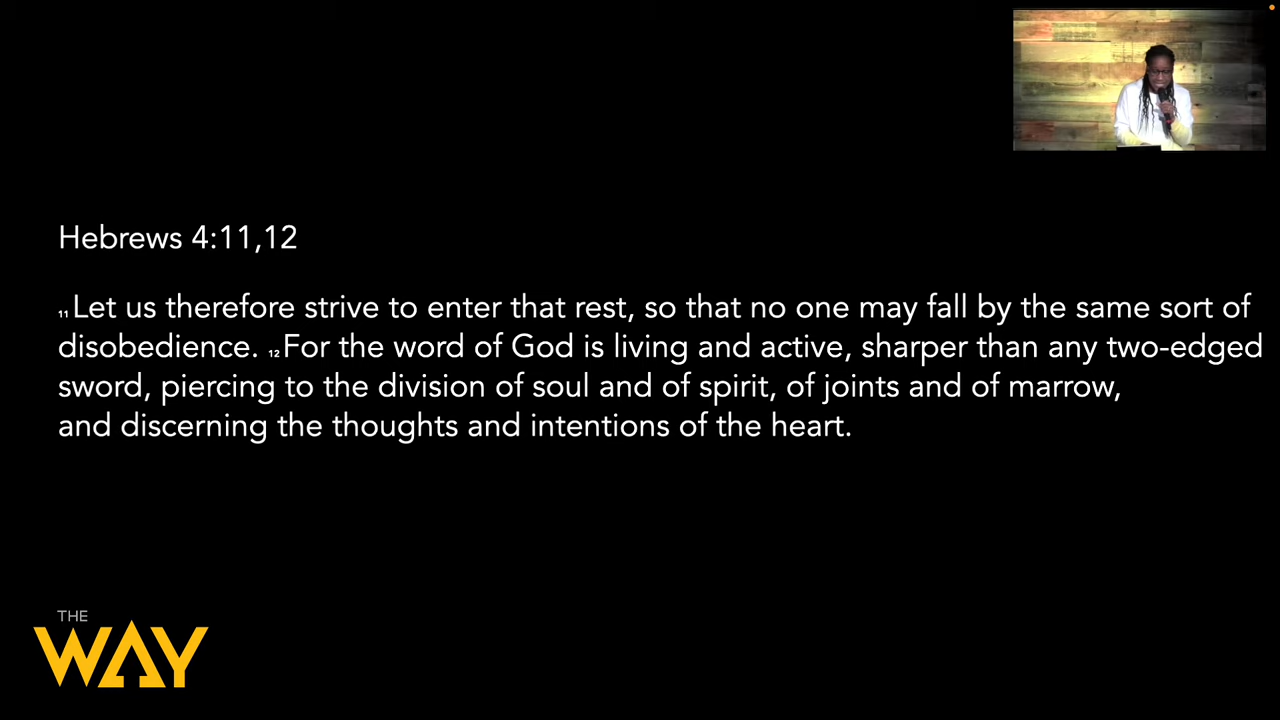 Hebrews 4:11,12
11 Let us therefore strive to enter that rest, so that no one may fall by the same sort of
disobedience. 12 For the word of God is living and active, sharper than any two-edged
sword, piercing to the division of soul and of spirit, of joints and of marrow,
and discerning the thoughts and intentions of the heart.
THE
WAY